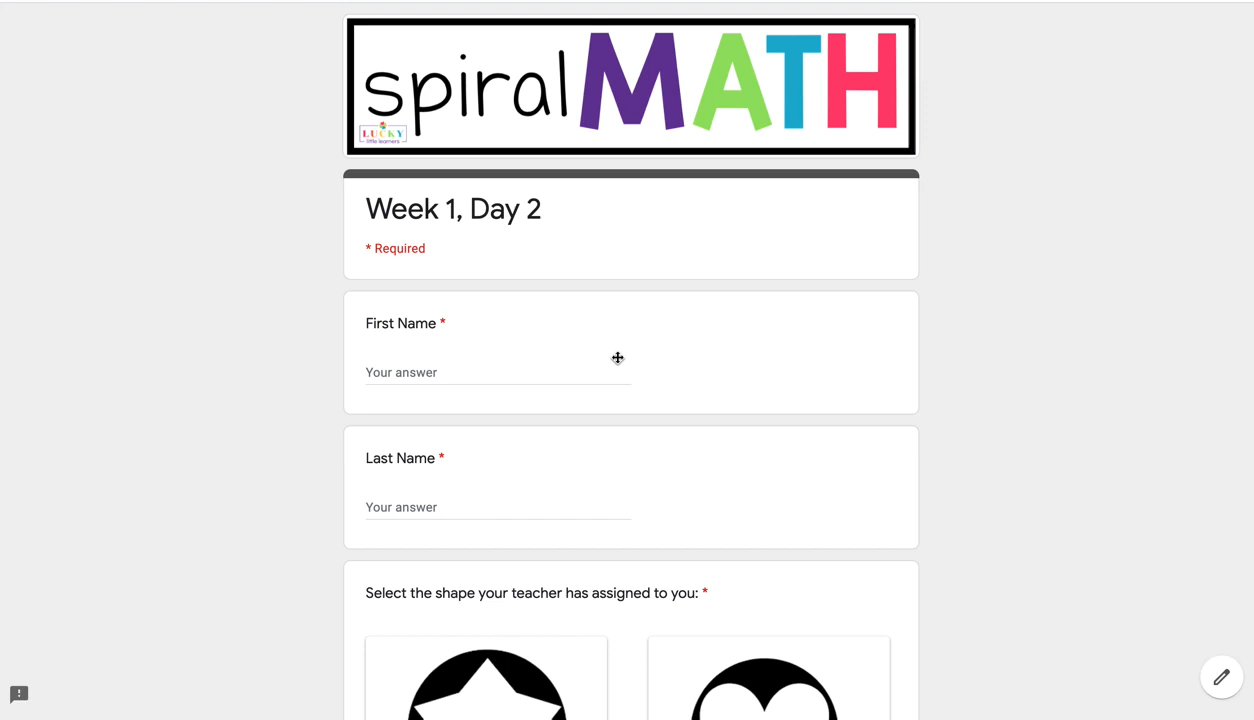 spiralMATH
LUCKY
little learners
Week 1, Day 2
* Required
First Name *
Your answer
Last Name *
Your answer
Select the shape your teacher has assigned to you: *